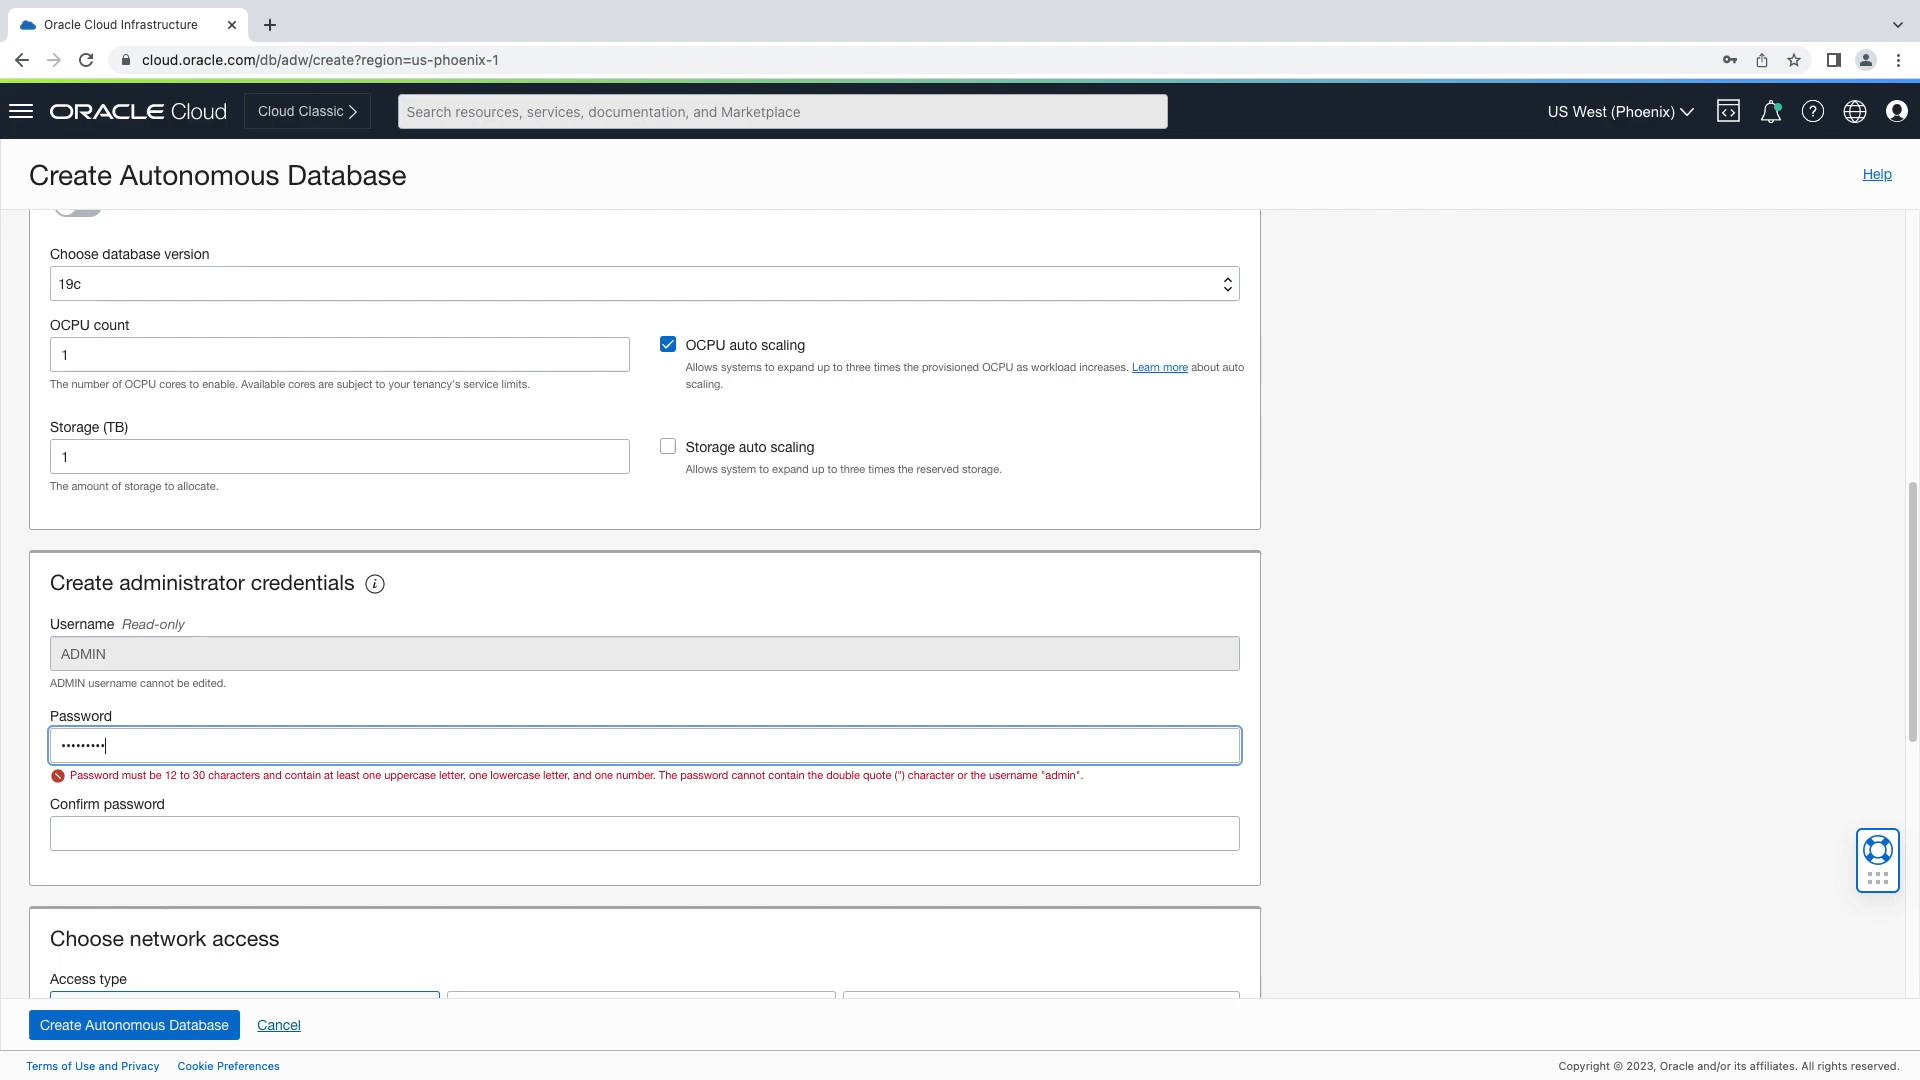 Oracle Cloud Infrastructure
cloud.oracle.com/db/adw/create?region=us-phoenix-1
ORACLE Cloud
Cloud Classic
Search resources, services, documentation, and Marketplace
US West (Phoenix)
Create Autonomous Database
Help
Choose database version
19c
OCPU count
1
The number of OCPU cores to enable. Available cores are subject to your tenancy's service limits.
OCPU auto scaling
Allows systems to expand up to three times the provisioned OCPU as workload increases. Learn more about auto
scaling.
Storage (TB)
1
The amount of storage to allocate.
Storage auto scaling
Allows system to expand up to three times the reserved storage.
Create administrator credentials
Username Read-only
ADMIN
ADMIN username cannot be edited.
Password
•••••••••
Password must be 12 to 30 characters and contain at least one uppercase letter, one lowercase letter, and one number. The password cannot contain the double quote (") character or the username "admin".
Confirm password
Choose network access
Access type
Create Autonomous Database
Cancel
Terms of Use and Privacy
Cookie Preferences
Copyright © 2023, Oracle and/or its affiliates. All rights reserved.